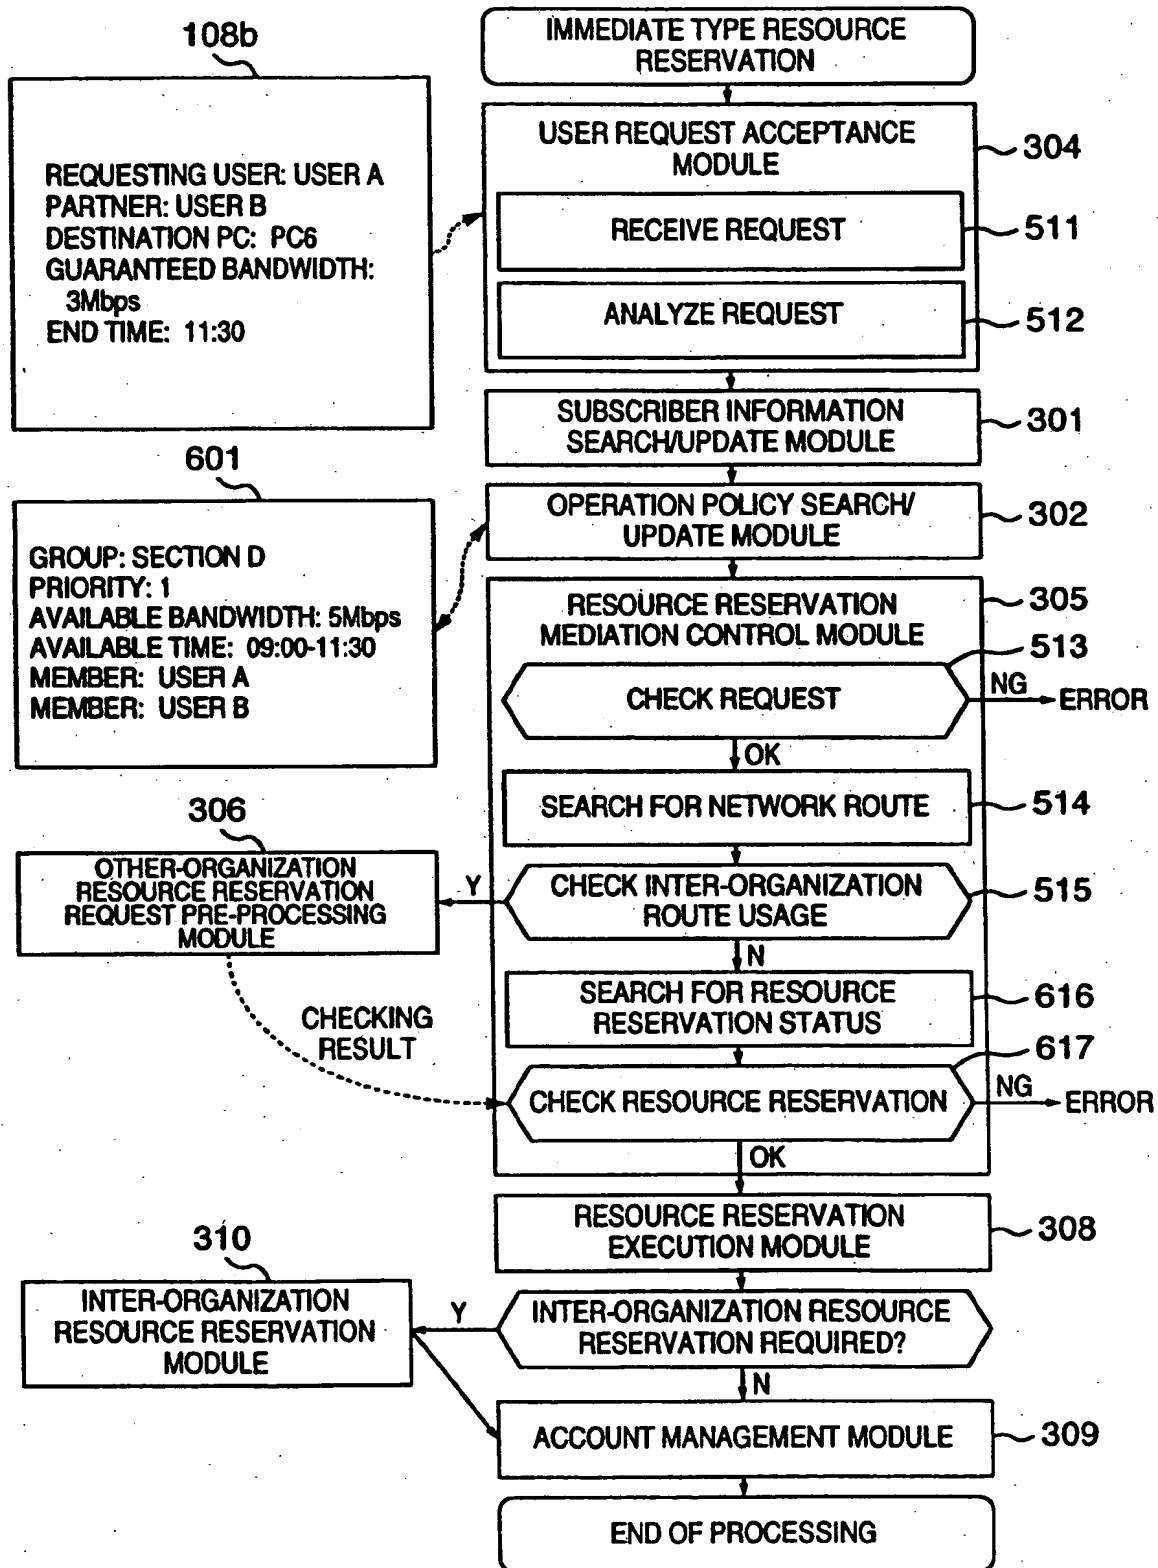 108b
REQUESTING USER: USER A
PARTNER: USER B
DESTINATION PC: PC6
GUARANTEED BANDWIDTH:
3Mbps
END TIME: 11:30
IMMEDIATE TYPE RESOURCE
RESERVATION
USER REQUEST ACCEPTANCE
MODULE
304
RECEIVE REQUEST
511
ANALYZE REQUEST
512
SUBSCRIBER INFORMATION
SEARCH/UPDATE MODULE
301
601
GROUP: SECTION D
PRIORITY: 1
AVAILABLE BANDWIDTH: 5Mbps
AVAILABLE TIME: 09:00-11:30
MEMBER: USER A
MEMBER: USER B
OPERATION POLICY SEARCH/
UPDATE MODULE
302
RESOURCE RESERVATION
MEDIATION CONTROL MODULE
305
513
CHECK REQUEST
NG
ERROR
OK
SEARCH FOR NETWORK ROUTE
514
306
OTHER-ORGANIZATION
RESOURCE RESERVATION
REQUEST PRE-PROCESSING
MODULE
Y
CHECK INTER-ORGANIZATION
ROUTE USAGE
515
N
SEARCH FOR RESOURCE
RESERVATION STATUS
616
CHECKING
RESULT
617
CHECK RESOURCE RESERVATION
NG
ERROR
OK
RESOURCE RESERVATION
EXECUTION MODULE
308
310
INTER-ORGANIZATION
RESOURCE RESERVATION
MODULE
Y
INTER-ORGANIZATION RESOURCE
RESERVATION REQUIRED?
N
ACCOUNT MANAGEMENT MODULE
309
END OF PROCESSING